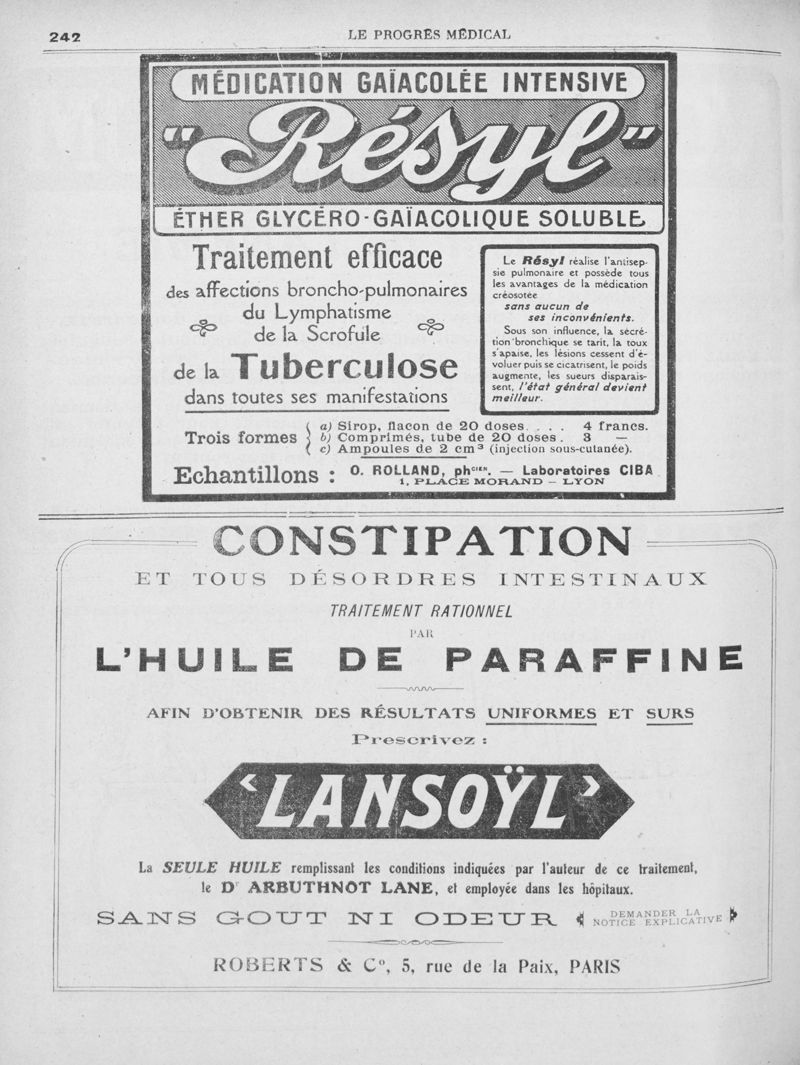 242
LE PROGRÈS MÉDICAL
MÉDICATION GAÏACOLÉE INTENSIVE
"Résyl"
ÉTHER GLYCÉRO-GAÏACOLIQUE SOLUBLE
Traitement efficace
des affections broncho-pulmonaires
du Lymphatisme
de la Scrofule
de la Tuberculose
dans toutes ses manifestations
Le Résyl réalise l'antisep-
sie pulmonaire et possède tous
les avantages de la médication
créosotée
sans aucun de
ses inconvénients.
Sous son influence, la sécré-
tion bronchique se tarit, la toux
s'apaise, les lésions cessent d'é-
voluer puis se cicatrisent, le poids
augmente, les sueurs disparais-
sent, l'état général devient
meilleur.
Trois formes
a) Sirop, flacon de 20 doses. . . . 4 francs.
b) Comprimés, tube de 20 doses . 3 —
c) Ampoules de 2 cm³ (injection sous-cutanée).
Echantillons : O. ROLLAND, phCIEN. — Laboratoires CIBA
1, PLACE MORAND — LYON
CONSTIPATION
ET TOUS DÉSORDRES INTESTINAUX
TRAITEMENT RATIONNEL
PAR
L'HUILE DE PARAFFINE
AFIN D'OBTENIR DES RÉSULTATS UNIFORMES ET SURS
Prescrivez :
‹LANSOŸL›
La SEULE HUILE remplissant les conditions indiquées par l'auteur de ce traitement,
le Dr ARBUTHNOT LANE, et employée dans les hôpitaux.
SANS GOUT NI ODEUR
DEMANDER LA
NOTICE EXPLICATIVE
ROBERTS & Co, 5, rue de la Paix, PARIS